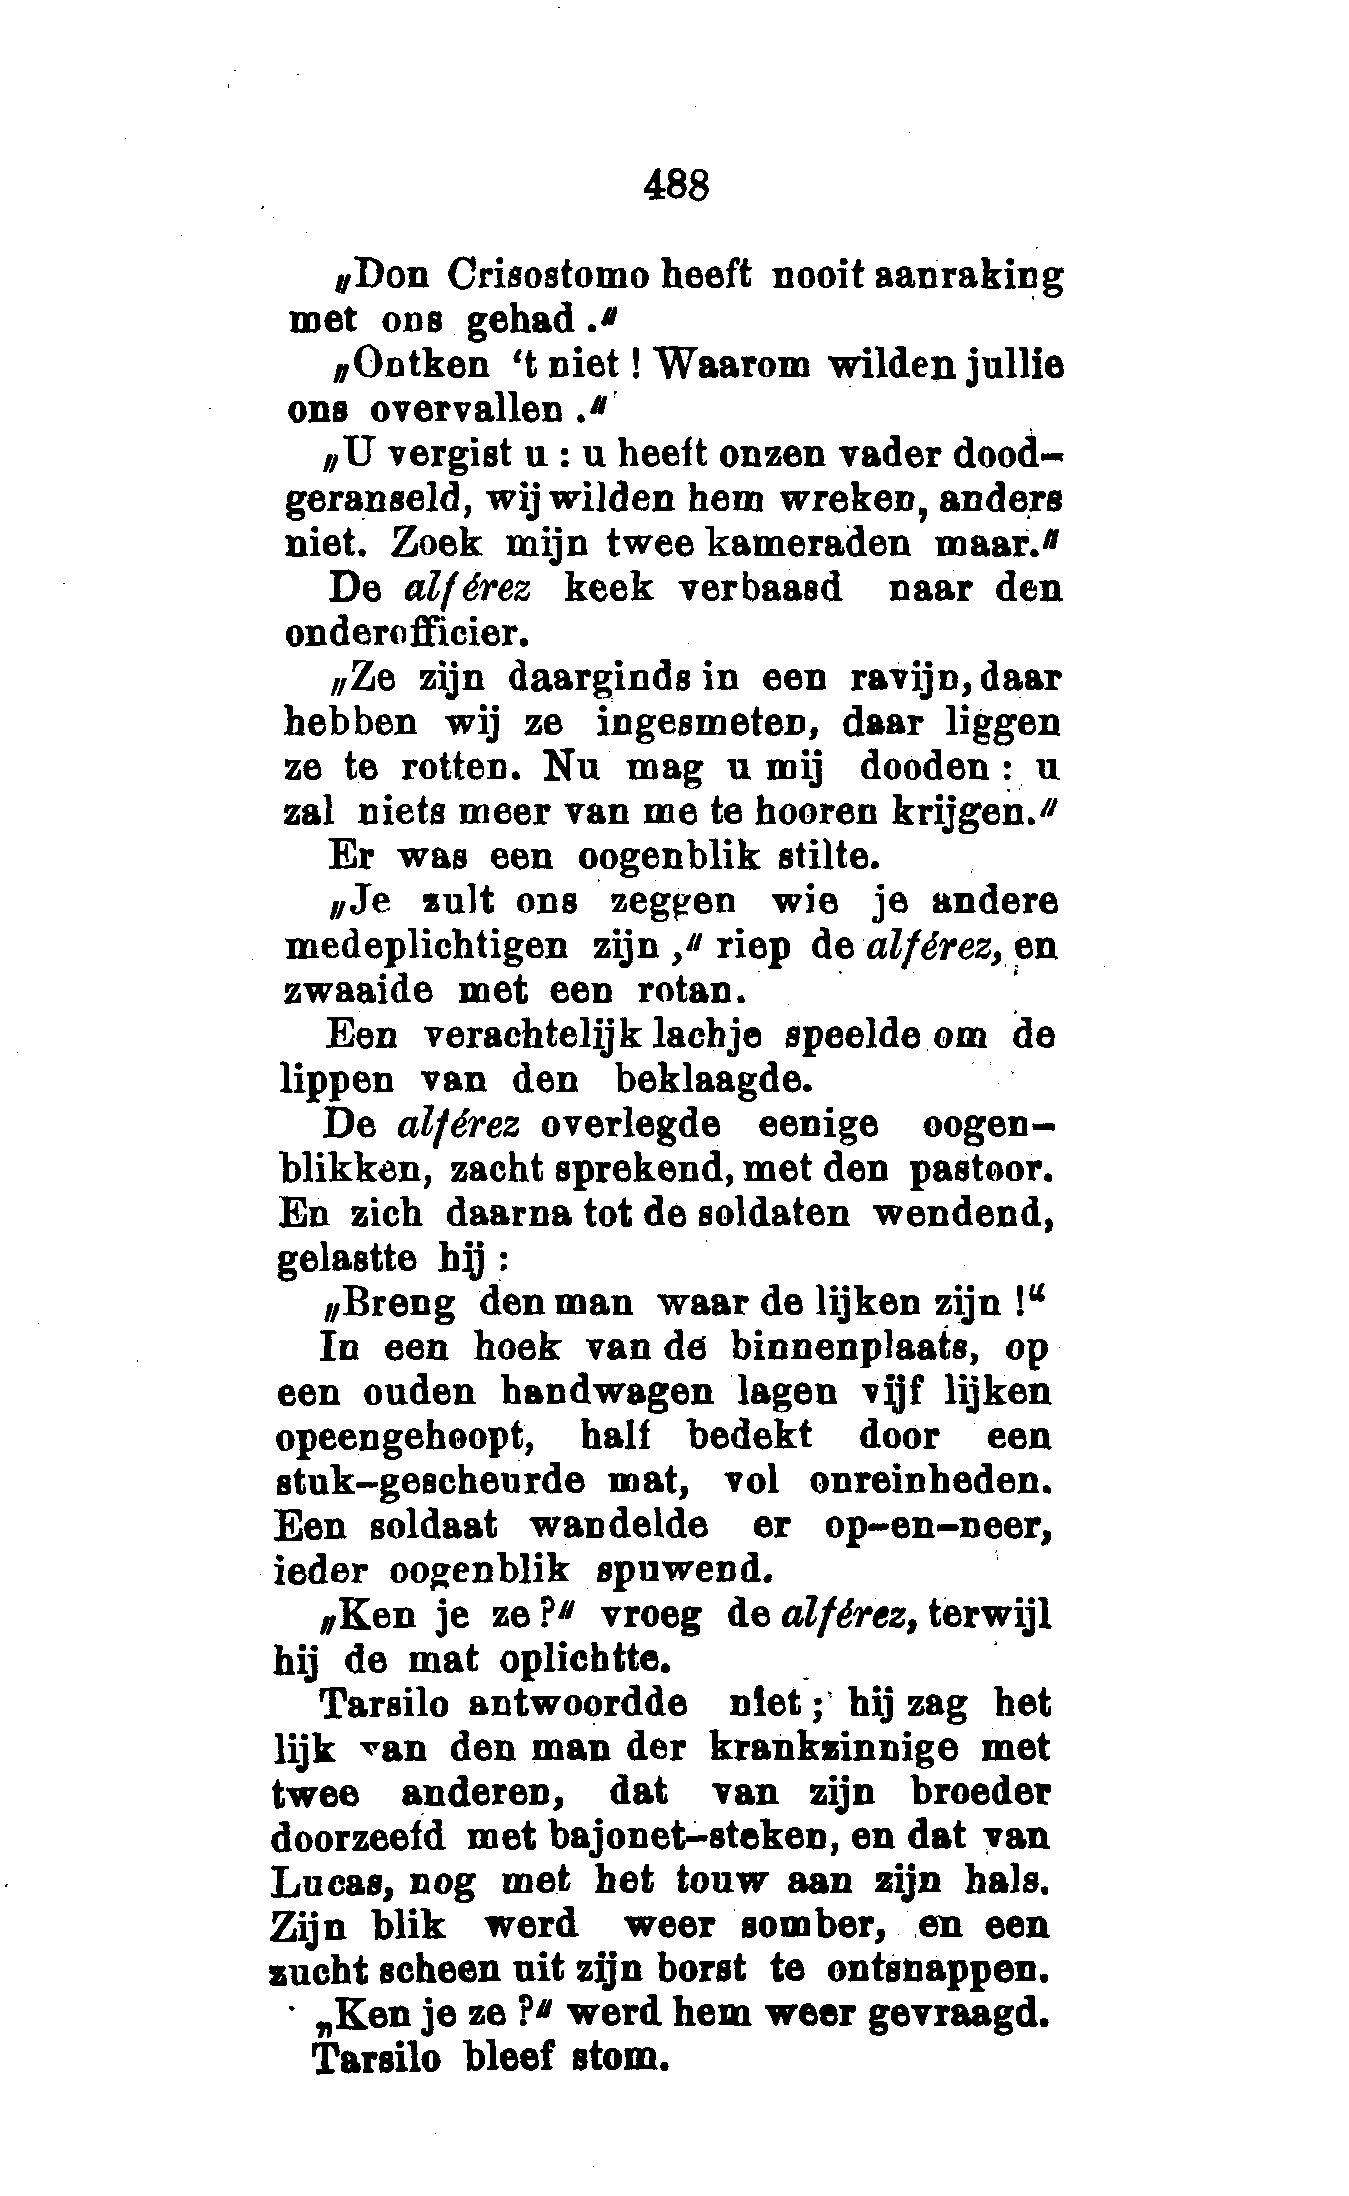 488
„Don Crisostomo heeft nooit aanraking
met ons gehad."
„Ontken 't niet! Waarom wilden jullie
ons overvallen."
„U vergist u: u heeft onzen vader dood-
geranseld, wij wilden hem wreken, anders
niet. Zoek mijn twee kameraden maar."
De alférez keek verbaasd naar den
onderofficier.
„Ze zijn daarginds in een ravijn, daar
hebben wij ze ingesmeten, daar liggen
ze te rotten. Nu mag u mij dooden: u
zal niets meer van me te hooren krijgen."
Er was een oogenblik stilte.
„Je zult ons zeggen wie je andere
medeplichtigen zijn," riep de alférez, en
zwaaide met een rotan.
Een verachtelijk lachje speelde om de
lippen van den beklaagde.
De alférez overlegde eenige oogen-
blikken, zacht sprekend, met den pastoor.
En zich daarna tot de soldaten wendend,
gelastte hij:
„Breng den man waar de lijken zijn!"
In een hoek van de binnenplaats, op
een ouden handwagen lagen vijf lijken
opeengehoopt, half bedekt door een
stuk-gescheurde mat, vol onreinheden.
Een soldaat wandelde er op-en-neer,
ieder oogenblik spuwend.
„Ken je ze?" vroeg de alférez, terwijl
hij de mat oplichtte.
Tarsilo antwoordde niet; hij zag het
lijk van den man der krankzinnige met
twee anderen, dat van zijn broeder
doorzeefd met bajonet-steken, en dat van
Lucas, nog met het touw aan zijn hals.
Zijn blik werd weer somber, en een
zucht scheen uit zijn borst te ontsnappen.
„Ken je ze?" werd hem weer gevraagd.
Tarsilo bleef stom.